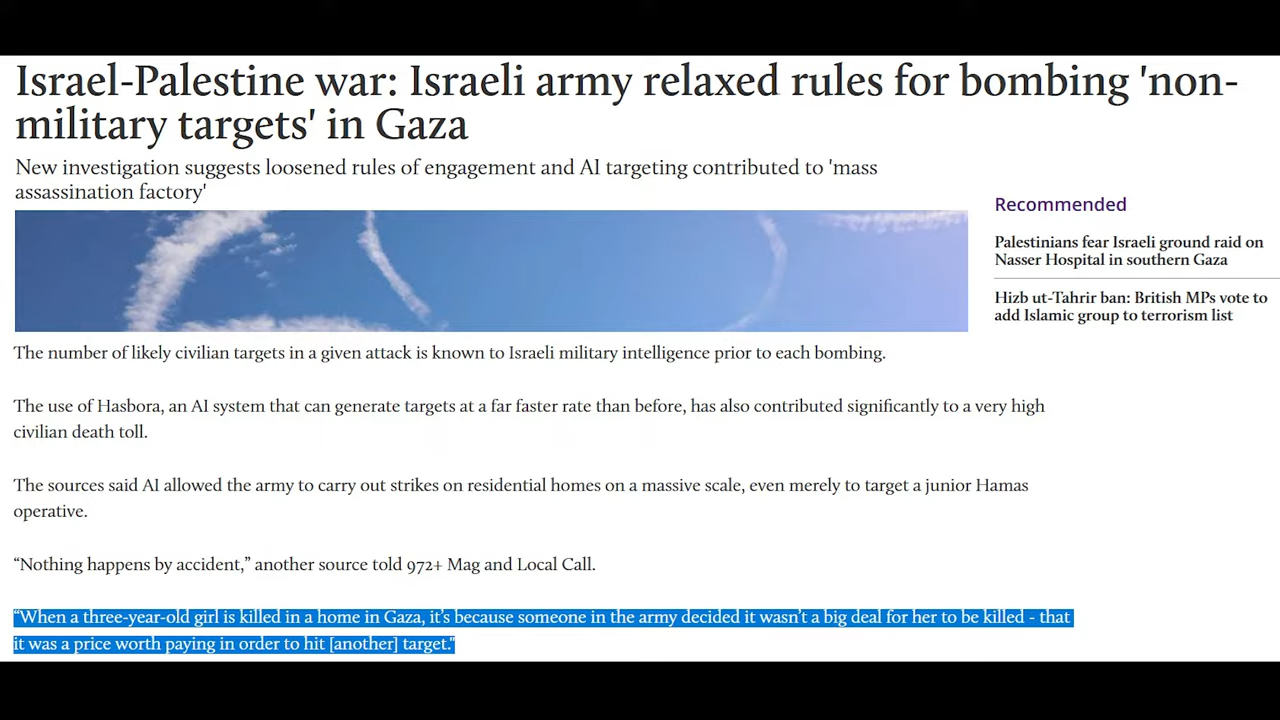 Israel-Palestine war: Israeli army relaxed rules for bombing 'non-
military targets' in Gaza
New investigation suggests loosened rules of engagement and AI targeting contributed to 'mass
assassination factory'
Recommended
Palestinians fear Israeli ground raid on
Nasser Hospital in southern Gaza
Hizb ut-Tahrir ban: British MPs vote to
add Islamic group to terrorism list
The number of likely civilian targets in a given attack is known to Israeli military intelligence prior to each bombing.
The use of Hasbora, an AI system that can generate targets at a far faster rate than before, has also contributed significantly to a very high
civilian death toll.
The sources said AI allowed the army to carry out strikes on residential homes on a massive scale, even merely to target a junior Hamas
operative.
“Nothing happens by accident,” another source told 972+ Mag and Local Call.
“When a three-year-old girl is killed in a home in Gaza, it’s because someone in the army decided it wasn’t a big deal for her to be killed - that
it was a price worth paying in order to hit [another] target."